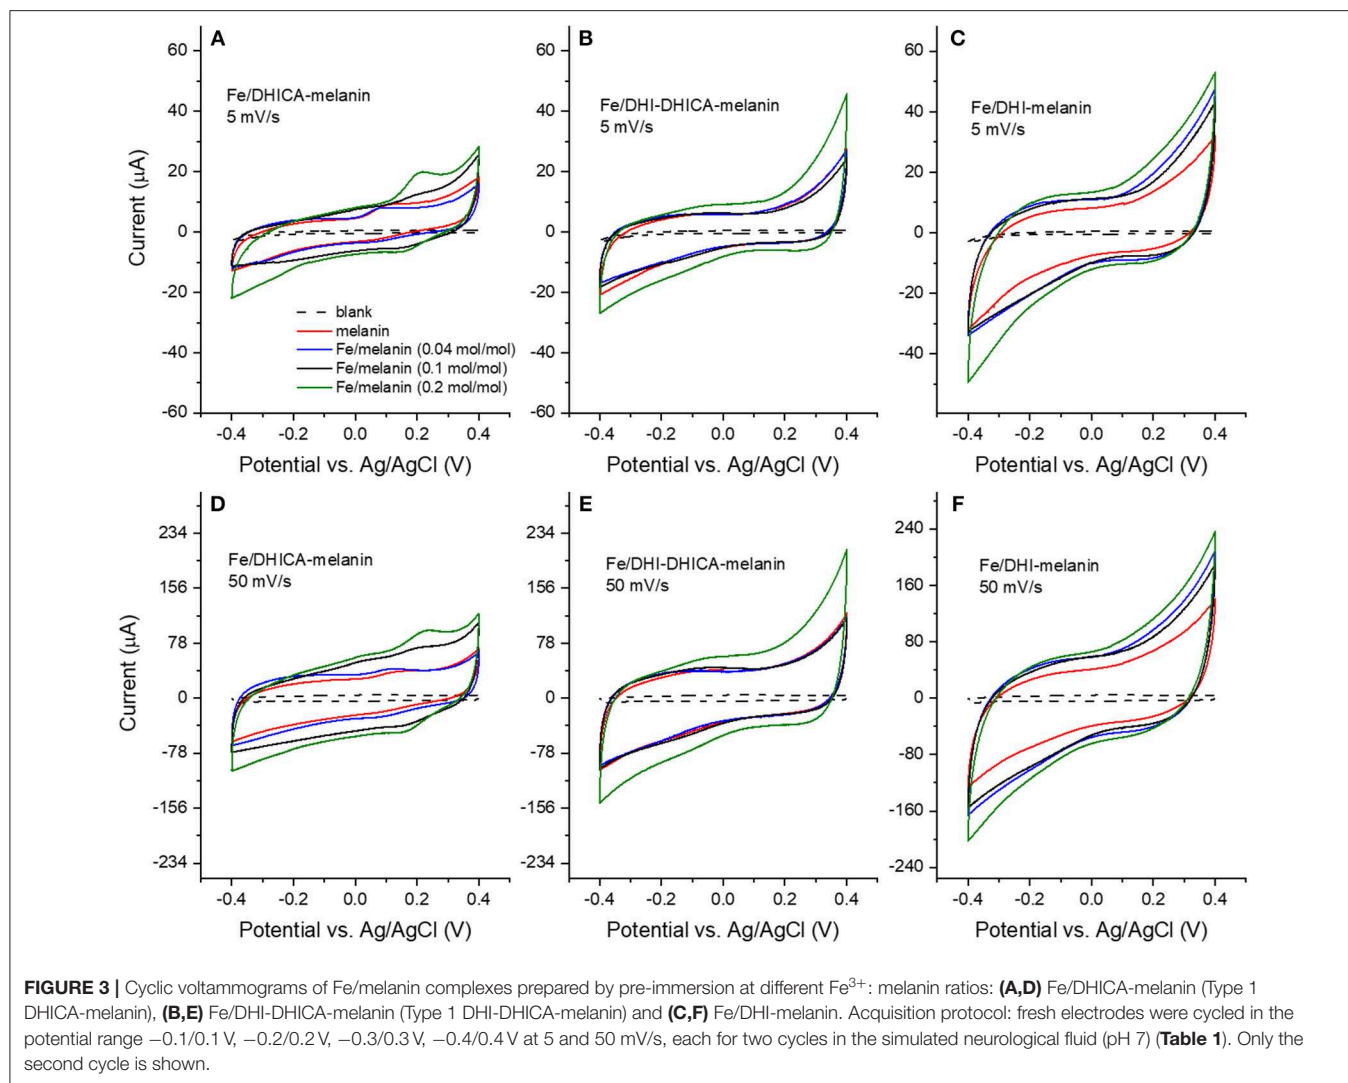 A
60
40
20
0
-20
-40
-60
Current (μA)
Fe/DHICA-melanin
5 mV/s
blank
melanin
Fe/melanin (0.04 mol/mol)
Fe/melanin (0.1 mol/mol)
Fe/melanin (0.2 mol/mol)
-0.4 -0.2 0.0 0.2 0.4
Potential vs. Ag/AgCl (V)
B
60
40
20
0
-20
-40
-60
Fe/DHI-DHICA-melanin
5 mV/s
-0.4 -0.2 0.0 0.2 0.4
Potential vs. Ag/AgCl (V)
C
60
40
20
0
-20
-40
Fe/DHI-melanin
5 mV/s
-0.4 -0.2 0.0 0.2 0.4
Potential vs. Ag/AgCl (V)
D
234
156
78
0
-78
-156
-234
Current (μA)
Fe/DHICA-melanin
50 mV/s
-0.4 -0.2 0.0 0.2 0.4
Potential vs. Ag/AgCl (V)
E
234
156
78
0
-78
-156
-234
Fe/DHI-DHICA-melanin
50 mV/s
-0.4 -0.2 0.0 0.2 0.4
Potential vs. Ag/AgCl (V)
F
240
160
80
0
-80
-160
-240
Fe/DHI-melanin
50 mV/s
-0.4 -0.2 0.0 0.2 0.4
Potential vs. Ag/AgCl (V)
FIGURE 3 | Cyclic voltammograms of Fe/melanin complexes prepared by pre-immersion at different Fe³⁺: melanin ratios: (A,D) Fe/DHICA-melanin (Type 1
DHICA-melanin), (B,E) Fe/DHI-DHICA-melanin (Type 1 DHI-DHICA-melanin) and (C,F) Fe/DHI-melanin. Acquisition protocol: fresh electrodes were cycled in the
potential range −0.1/0.1 V, −0.2/0.2 V, −0.3/0.3 V, −0.4/0.4 V at 5 and 50 mV/s, each for two cycles in the simulated neurological fluid (pH 7) (Table 1). Only the
second cycle is shown.